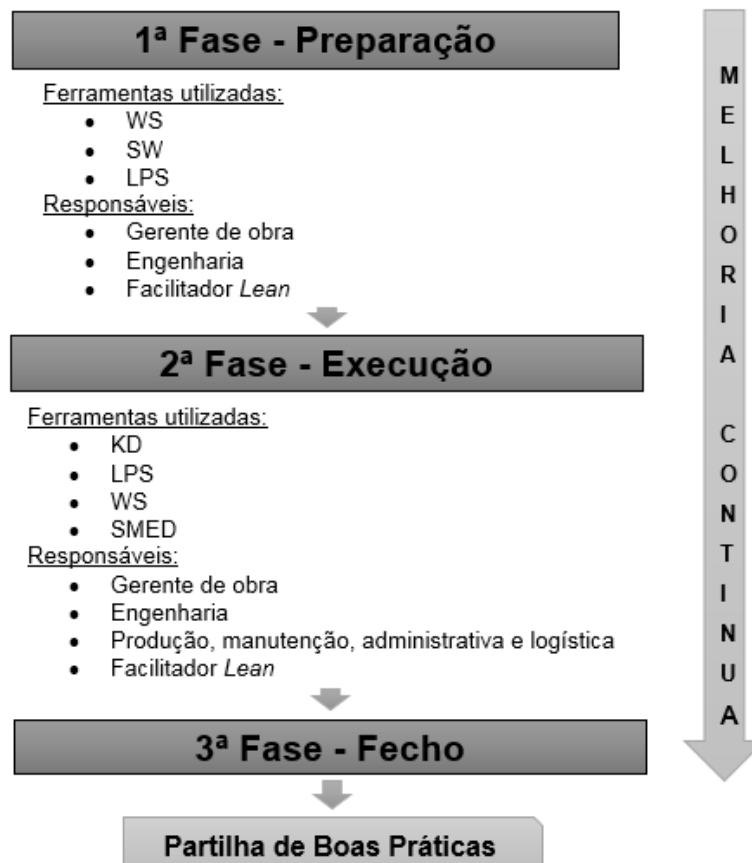 1ª Fase - Preparação
Ferramentas utilizadas:
• WS
• SW
• LPS
Responsáveis:
• Gerente de obra
• Engenharia
• Facilitador Lean
2ª Fase - Execução
Ferramentas utilizadas:
• KD
• LPS
• WS
• SMED
Responsáveis:
• Gerente de obra
• Engenharia
• Produção, manutenção, administrativa e logística
• Facilitador Lean
3ª Fase - Fecho
Partilha de Boas Práticas
MELHORIA CONTINUA